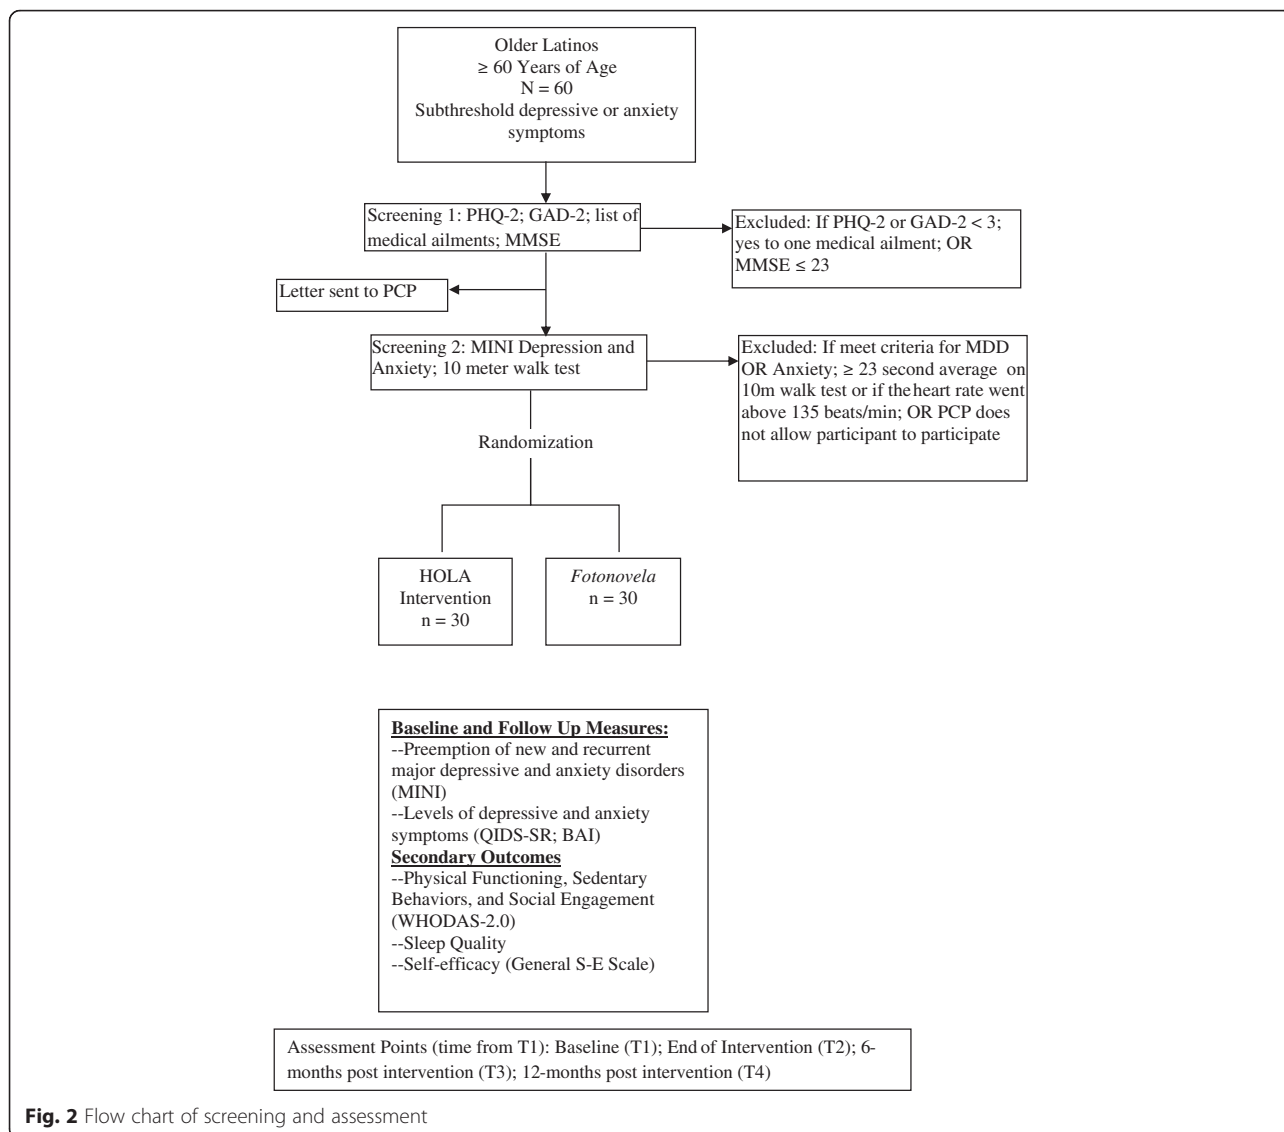 Older Latinos
≥ 60 Years of Age
N = 60
Subthreshold depressive or anxiety
symptoms
Screening 1: PHQ-2; GAD-2; list of
medical ailments; MMSE
Excluded: If PHQ-2 or GAD-2 < 3;
yes to one medical ailment; OR
MMSE ≤ 23
Letter sent to PCP
Screening 2: MINI Depression and
Anxiety; 10 meter walk test
Excluded: If meet criteria for MDD
OR Anxiety; ≥ 23 second average on
10m walk test or if the heart rate went
above 135 beats/min; OR PCP does
not allow participant to participate
Randomization
HOLA
Intervention
n = 30
Fotonovela
n = 30
Baseline and Follow Up Measures:
--Preemption of new and recurrent
major depressive and anxiety disorders
(MINI)
--Levels of depressive and anxiety
symptoms (QIDS-SR; BAI)
Secondary Outcomes
--Physical Functioning, Sedentary
Behaviors, and Social Engagement
(WHODAS-2.0)
--Sleep Quality
--Self-efficacy (General S-E Scale)
Assessment Points (time from T1): Baseline (T1); End of Intervention (T2); 6-
months post intervention (T3); 12-months post intervention (T4)
Fig. 2 Flow chart of screening and assessment